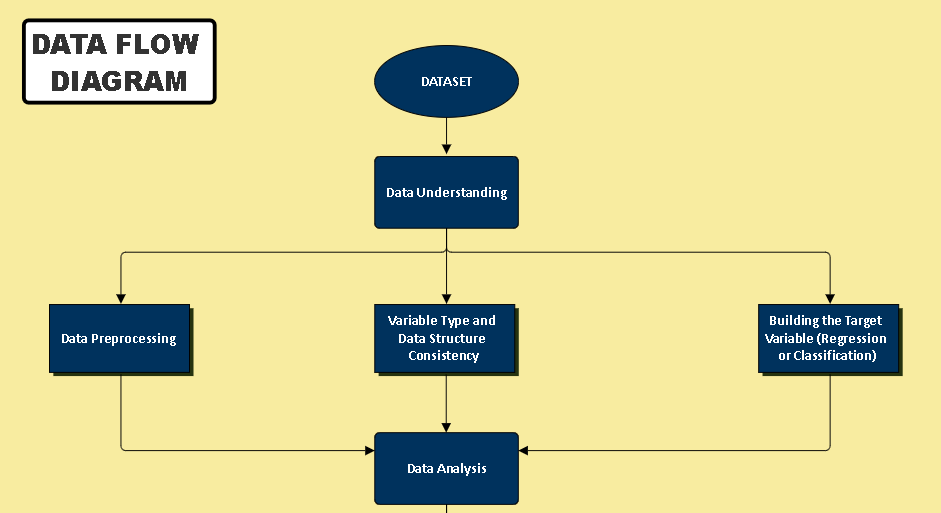 DATA FLOW
DIAGRAM
DATASET
Data Understanding
Data Preprocessing
Variable Type and
Data Structure
Consistency
Building the Target
Variable (Regression
or Classification)
Data Analysis